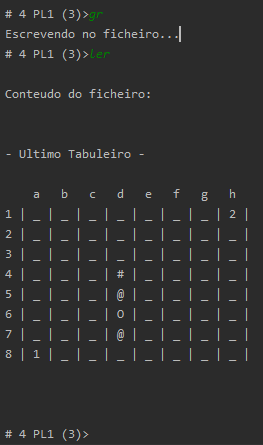 # 4 PL1 (3)>gr
Escrevendo no ficheiro...
# 4 PL1 (3)>ler
Conteudo do ficheiro:
- Ultimo Tabuleiro -
a b c d e f g h
1 | _ | _ | _ | _ | _ | _ | _ | 2 |
2 | _ | _ | _ | _ | _ | _ | _ | _ |
3 | _ | _ | _ | _ | _ | _ | _ | _ |
4 | _ | _ | _ | # | _ | _ | _ | _ |
5 | _ | _ | _ | @ | _ | _ | _ | _ |
6 | _ | _ | _ | O | _ | _ | _ | _ |
7 | _ | _ | _ | @ | _ | _ | _ | _ |
8 | 1 | _ | _ | _ | _ | _ | _ | _ |
# 4 PL1 (3)>